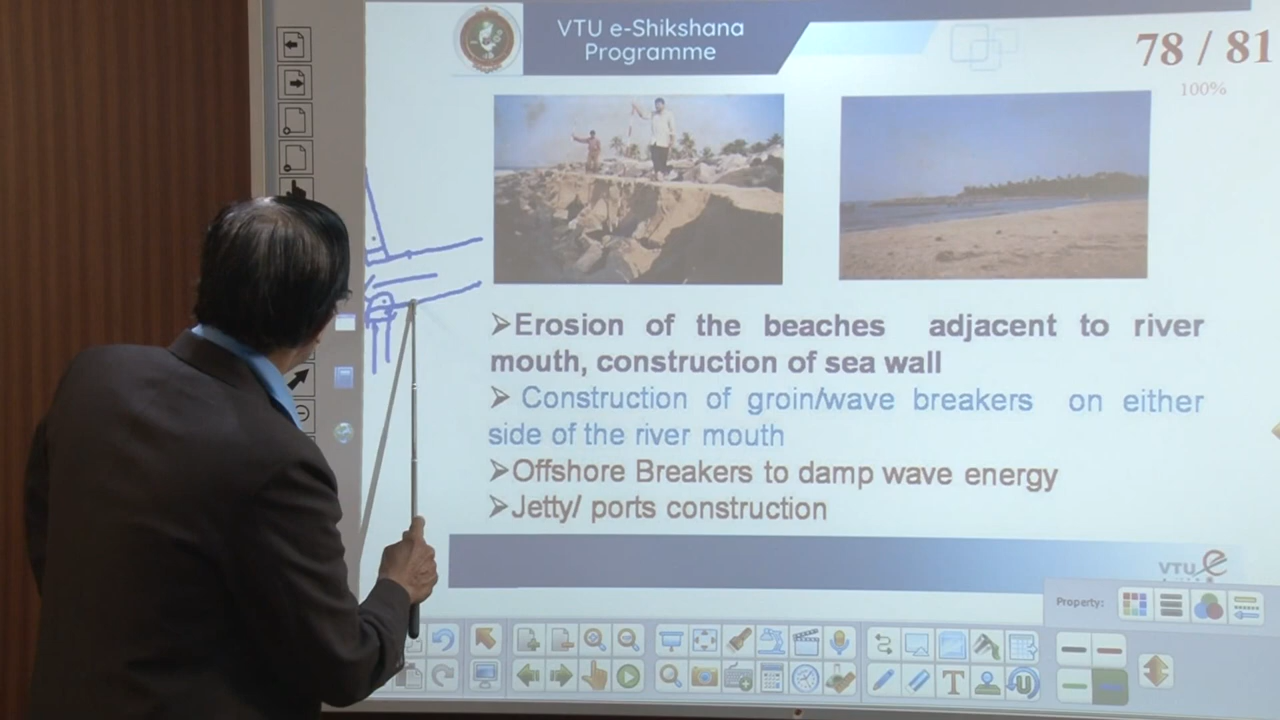 VTU e-Shikshana
Programme
78 / 81
100%
➢Erosion of the beaches adjacent to river
mouth, construction of sea wall
➢ Construction of groin/wave breakers on either
side of the river mouth
➢Offshore Breakers to damp wave energy
➢Jetty/ ports construction
VTU e
Property: